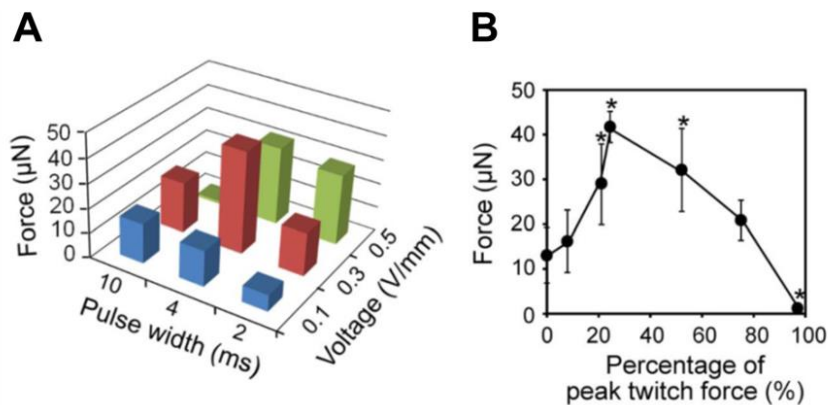 A
Force (µN)
50
40
30
20
10
0
10
4
2
Pulse width (ms)
0.1
0.3
0.5
Voltage (V/mm)
B
Force (µN)
50
40
30
20
10
0
*
*
*
*
0 20 40 60 80 100
Percentage of
peak twitch force (%)